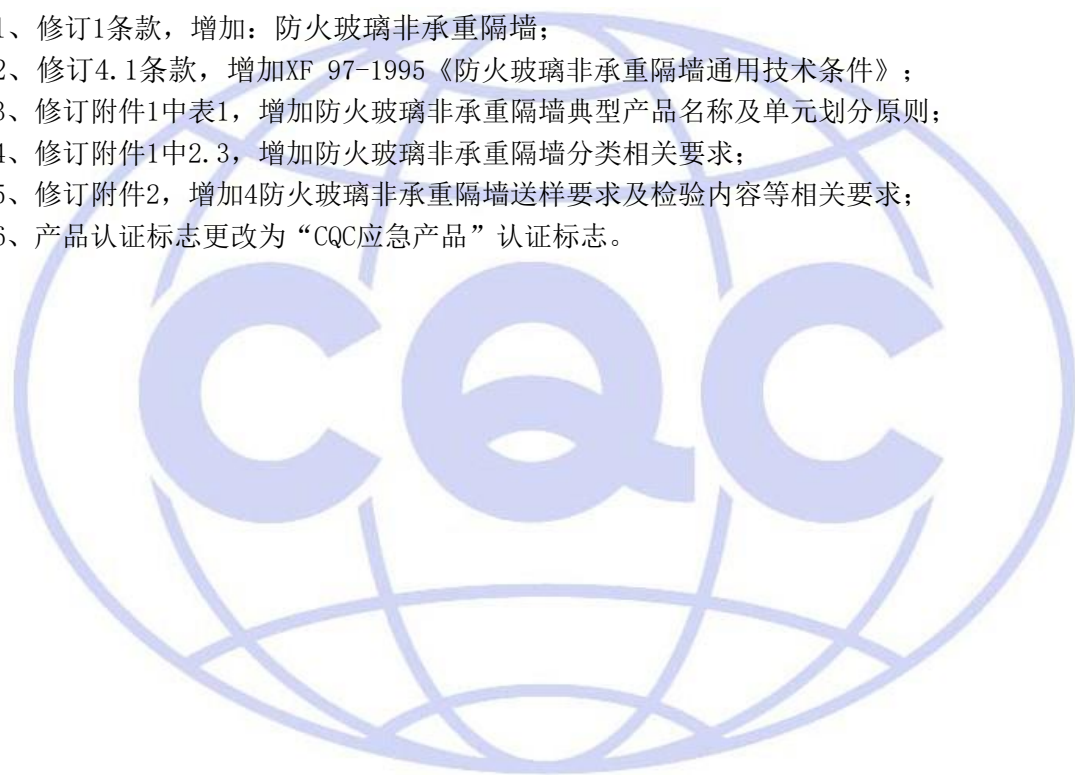 1、修订1条款，增加：防火玻璃非承重隔墙；
2、修订4.1条款，增加XF 97-1995《防火玻璃非承重隔墙通用技术条件》；
3、修订附件1中表1，增加防火玻璃非承重隔墙典型产品名称及单元划分原则；
4、修订附件1中2.3，增加防火玻璃非承重隔墙分类相关要求；
5、修订附件2，增加4防火玻璃非承重隔墙送样要求及检验内容等相关要求；
6、产品认证标志更改为“CQC应急产品”认证标志。
CQC